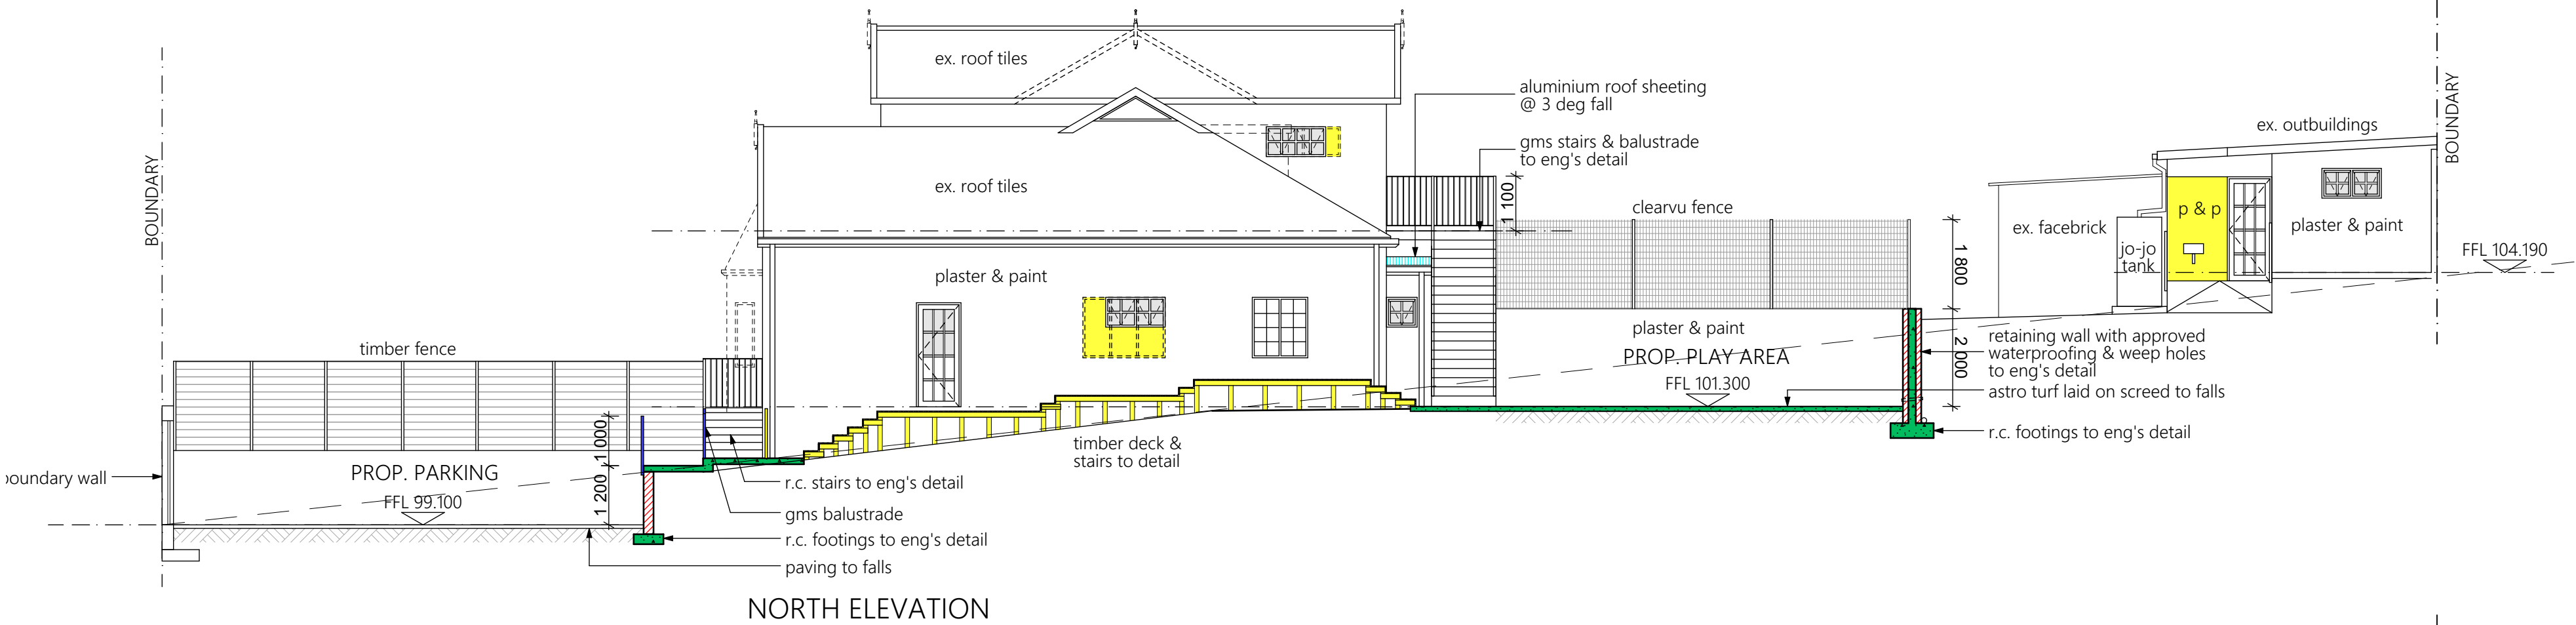 ex. roof tiles
aluminium roof sheeting
@ 3 deg fall
gms stairs & balustrade
to eng's detail
1 100
ex. roof tiles
clearvu fence
BOUNDARY
BOUNDARY
ex. outbuildings
p & p
ex. facebrick
plaster & paint
jo-jo
tank
FFL 104.190
1 800
plaster & paint
timber fence
plaster & paint
PROP. PLAY AREA
FFL 101.300
2 000
retaining wall with approved
waterproofing & weep holes
to eng's detail
astro turf laid on screed to falls
r.c. footings to eng's detail
1 000
timber deck &
stairs to detail
boundary wall
PROP. PARKING
FFL 99.100
1 200
r.c. stairs to eng's detail
gms balustrade
r.c. footings to eng's detail
paving to falls
NORTH ELEVATION